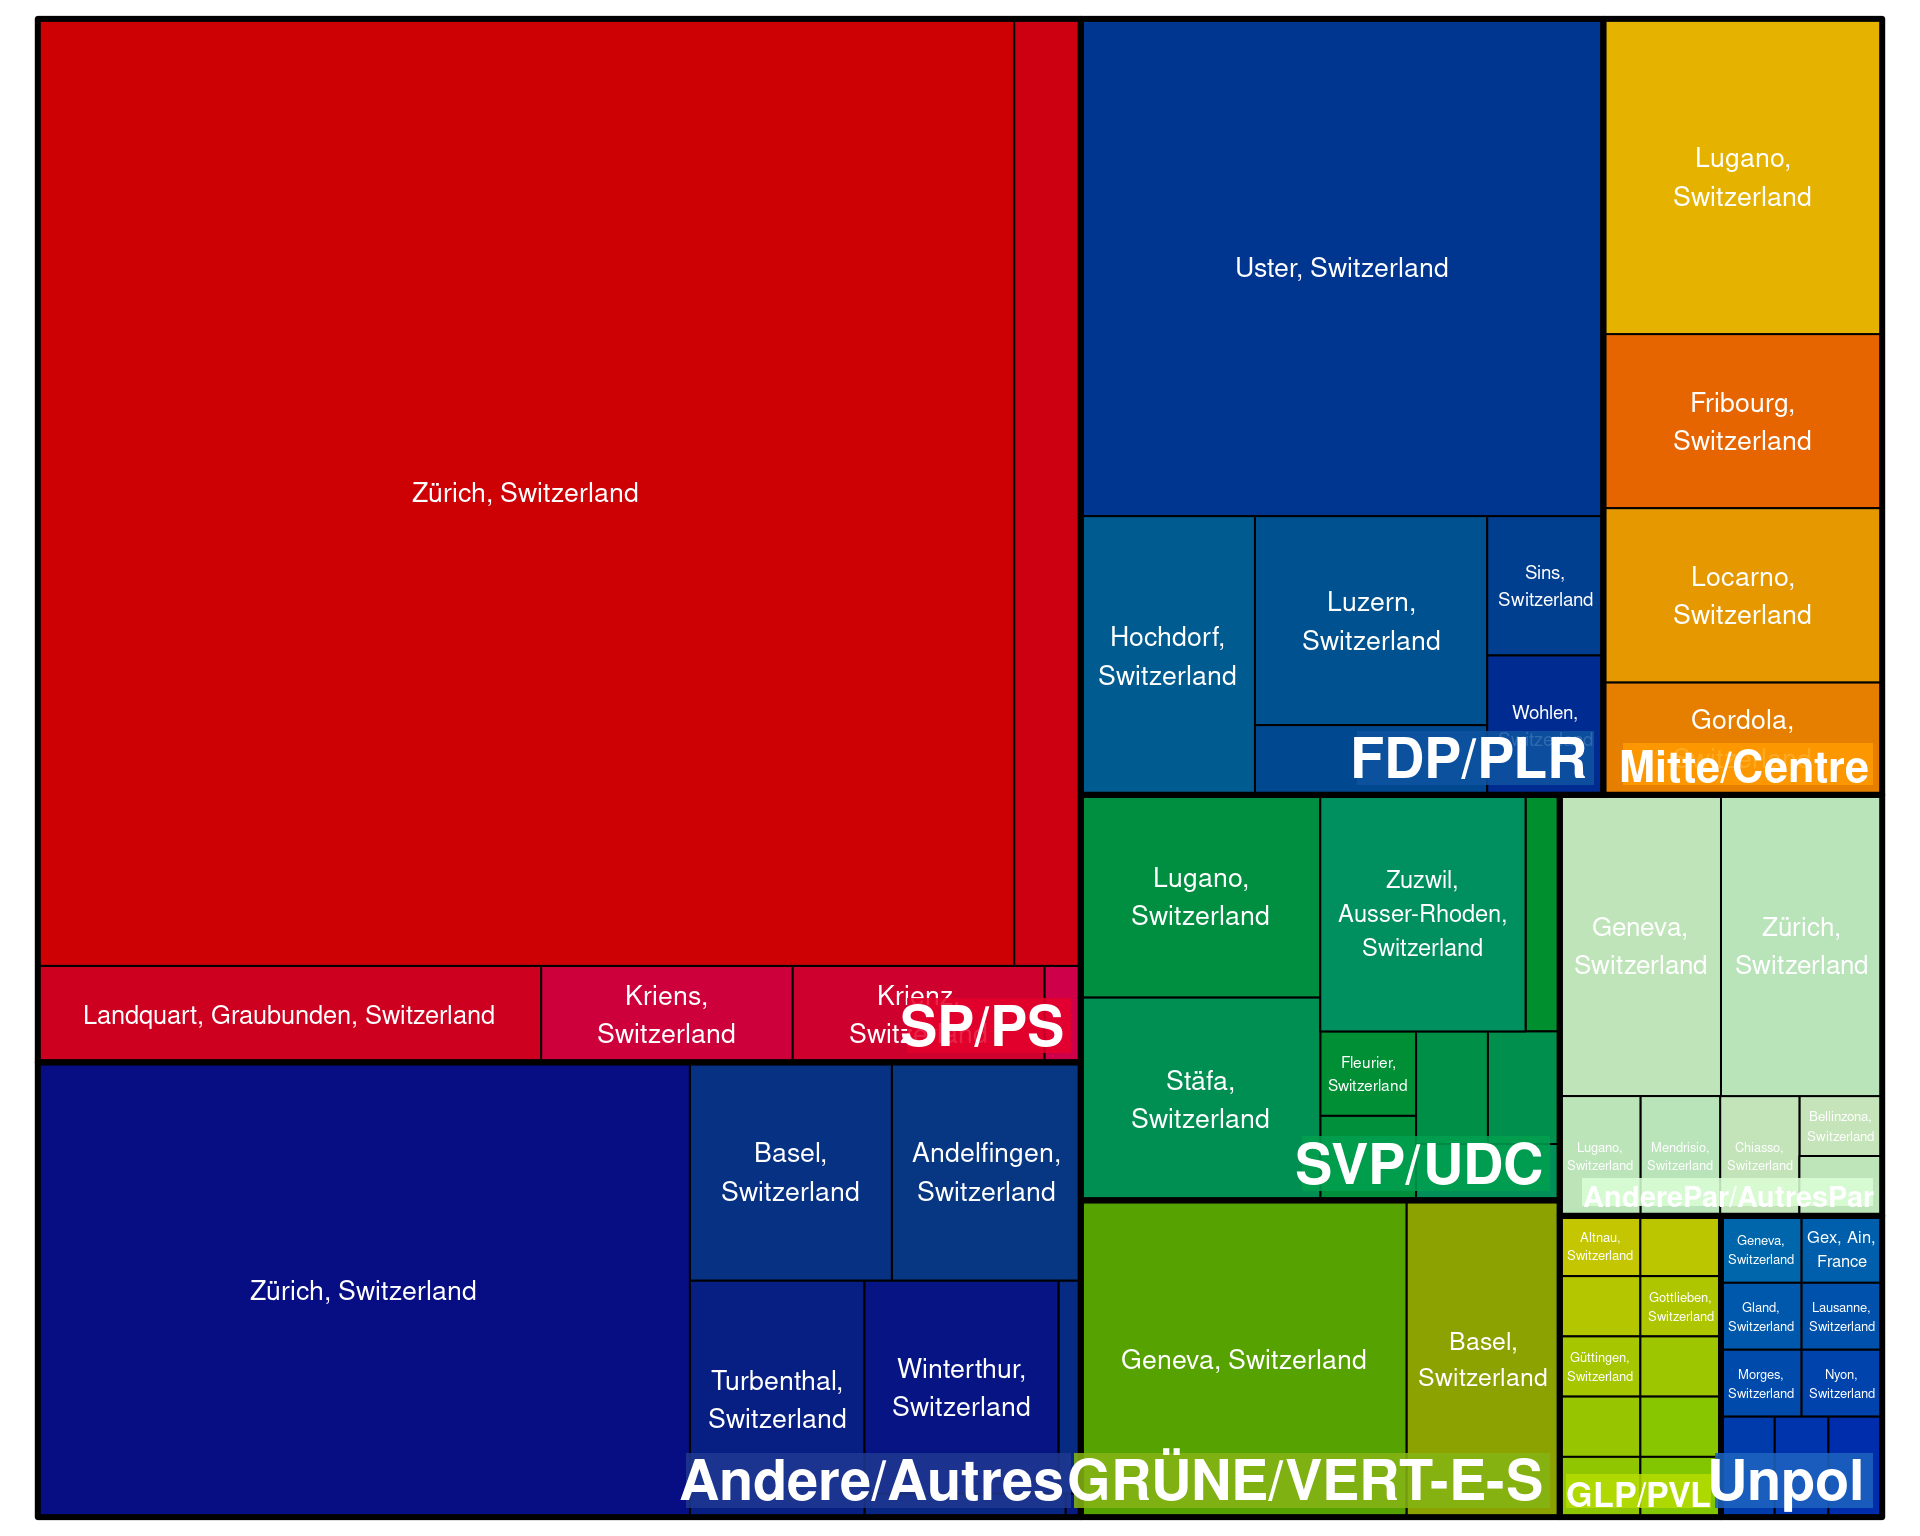 Zürich, Switzerland
Landquart, Graubunden, Switzerland
Kriens,
Switzerland
Krienz,
Switzerland
SP/PS
Uster, Switzerland
Hochdorf,
Switzerland
Luzern,
Switzerland
Sins,
Switzerland
Wohlen,
Switzerland
FDP/PLR
Lugano,
Switzerland
Fribourg,
Switzerland
Locarno,
Switzerland
Gordola,
Switzerland
Mitte/Centre
Zürich, Switzerland
Basel,
Switzerland
Andelfingen,
Switzerland
Turbenthal,
Switzerland
Winterthur,
Switzerland
Andere/Autres
Lugano,
Switzerland
Zuzwil,
Ausser-Rhoden,
Switzerland
Stäfa,
Switzerland
Fleurier,
Switzerland
SVP/UDC
Geneva, Switzerland
Basel,
Switzerland
GRÜNE/VERT-E-S
Geneva,
Switzerland
Zürich,
Switzerland
Lugano,
Switzerland
Mendrisio,
Switzerland
Chiasso,
Switzerland
Bellinzona,
Switzerland
AnderePar/AutresPar
Altnau,
Switzerland
Gottlieben,
Switzerland
Güttingen,
Switzerland
GLP/PVL
Geneva,
Switzerland
Gex, Ain,
France
Gland,
Switzerland
Lausanne,
Switzerland
Morges,
Switzerland
Nyon,
Switzerland
Unpol